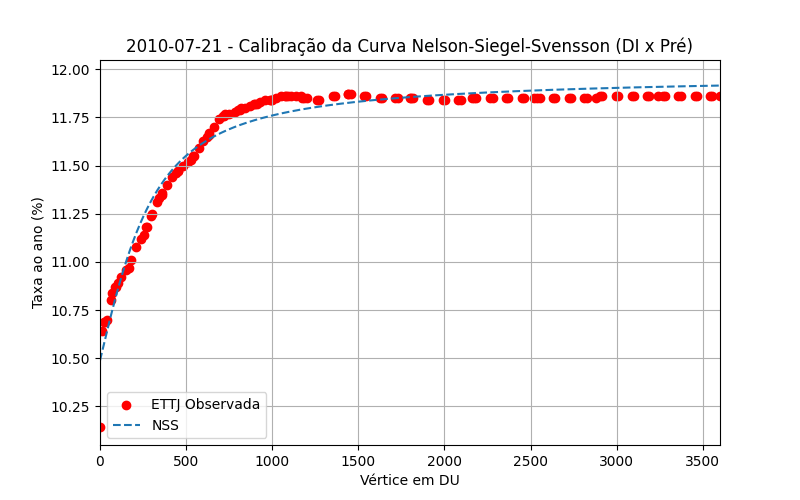 2010-07-21 - Calibração da Curva Nelson-Siegel-Svensson (DI x Pré)
12.00
11.75
11.50
11.25
11.00
10.75
10.50
10.25
Taxa ao ano (%)
ETTJ Observada
NSS
0 500 1000 1500 2000 2500 3000 3500
Vértice em DU